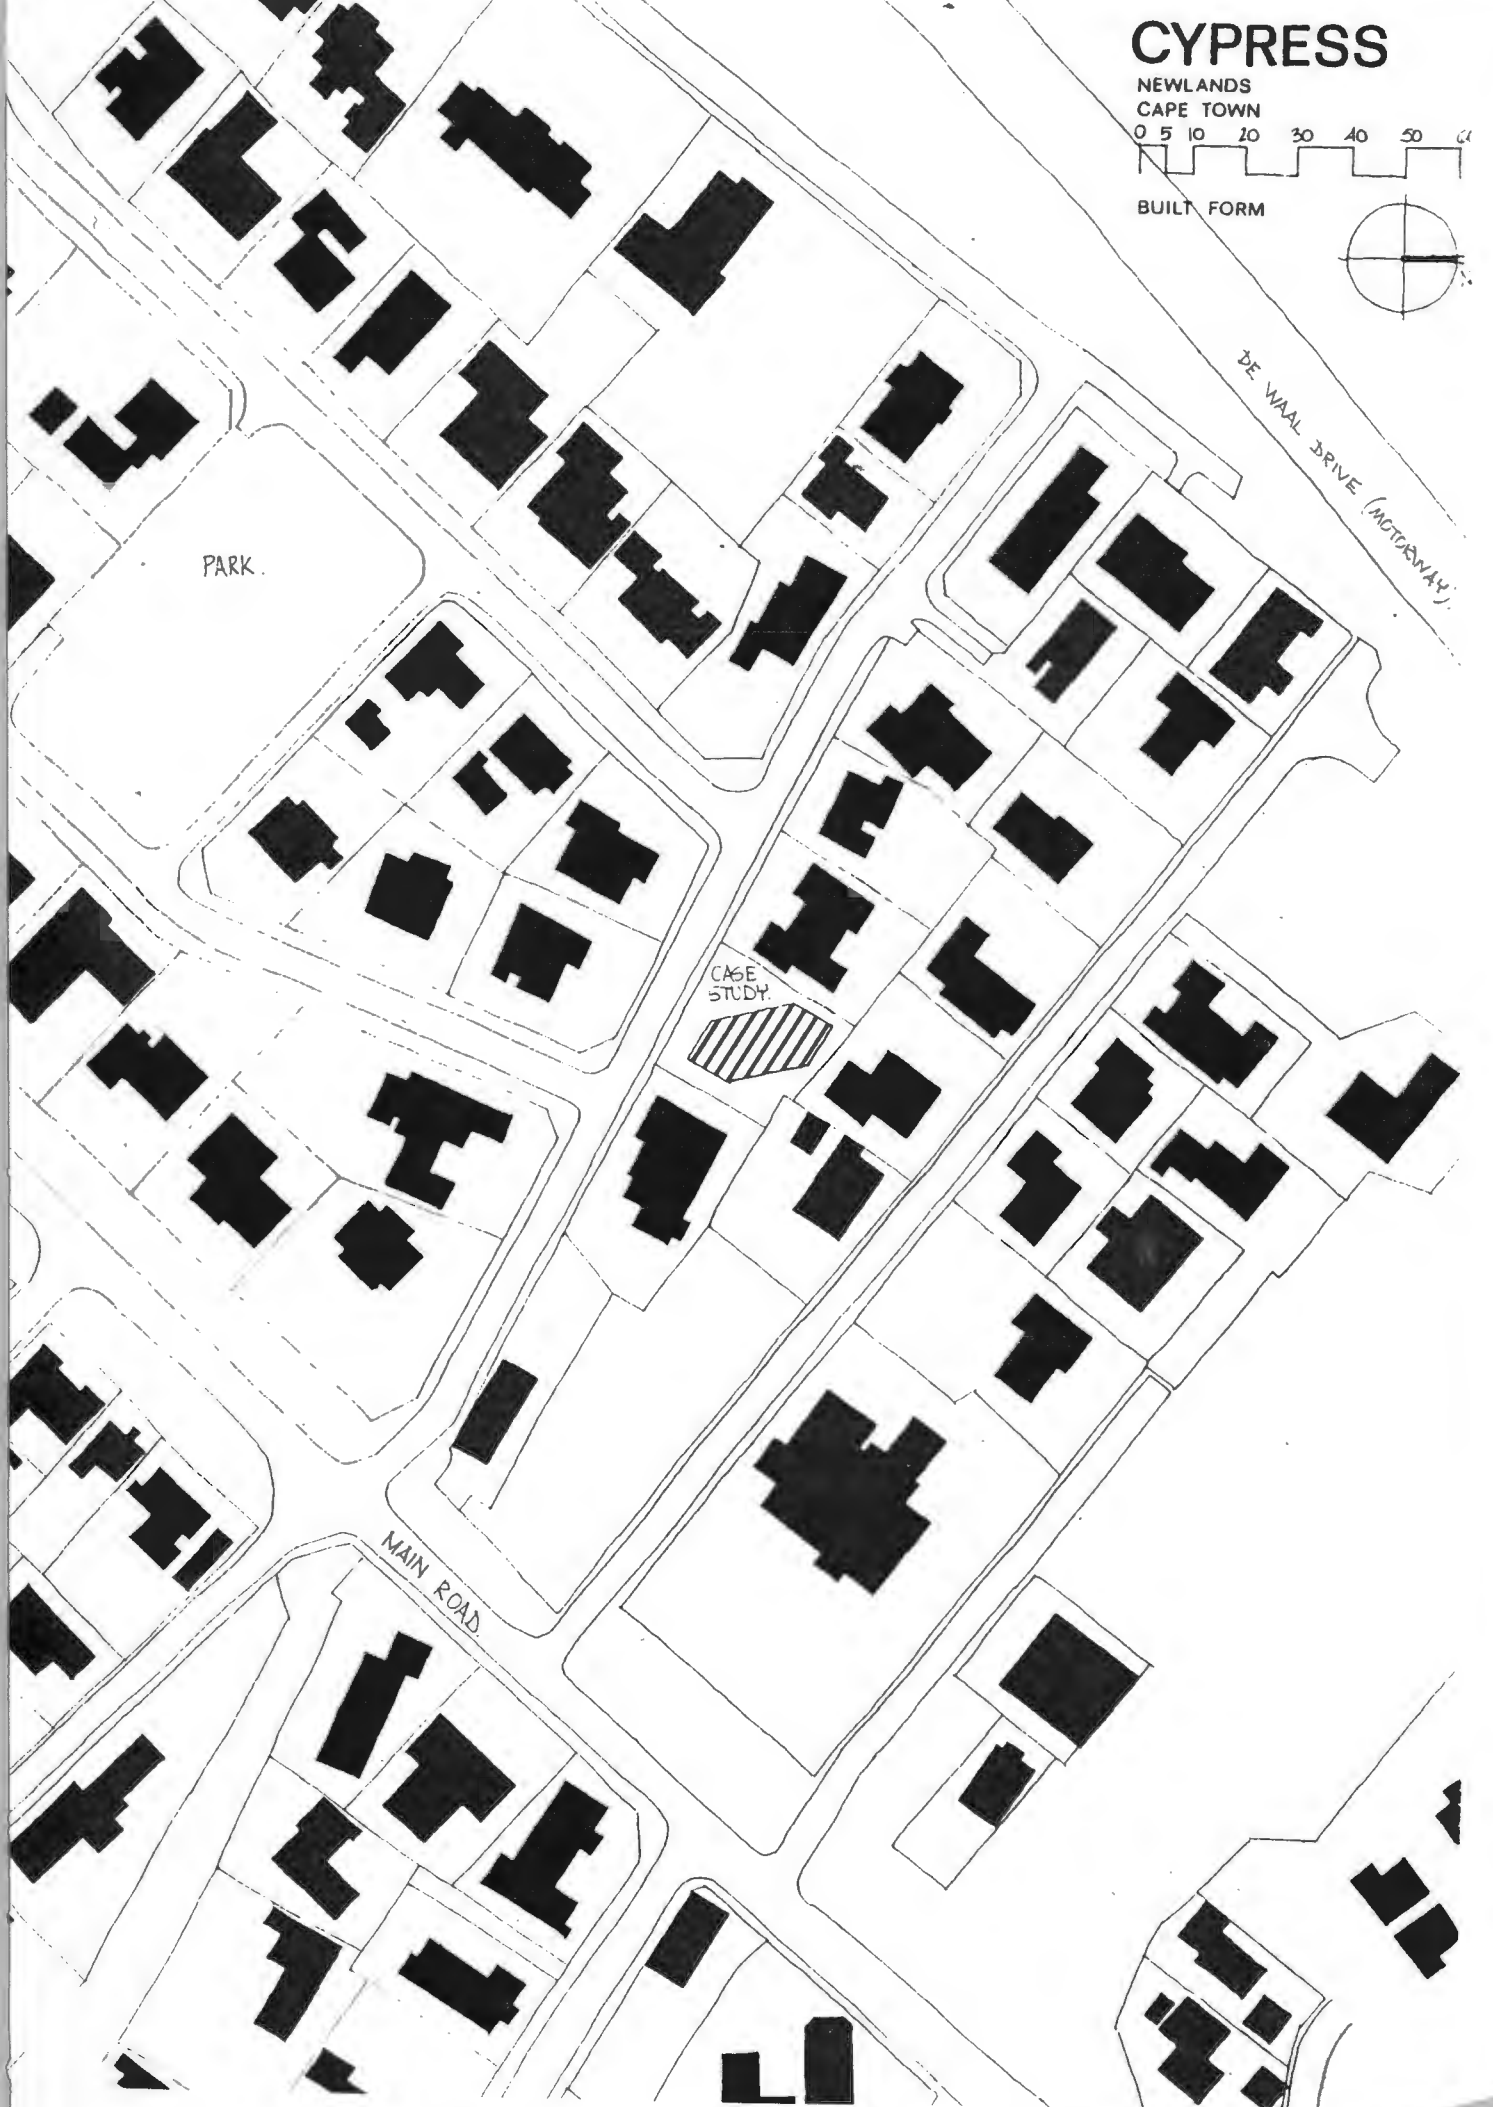 CYPRESS
NEWLANDS
CAPE TOWN
0 5 10 20 30 40 50
BUILT FORM
DE WAAL DRIVE (MOTORWAY).
PARK.
CASE
STUDY.
MAIN ROAD.